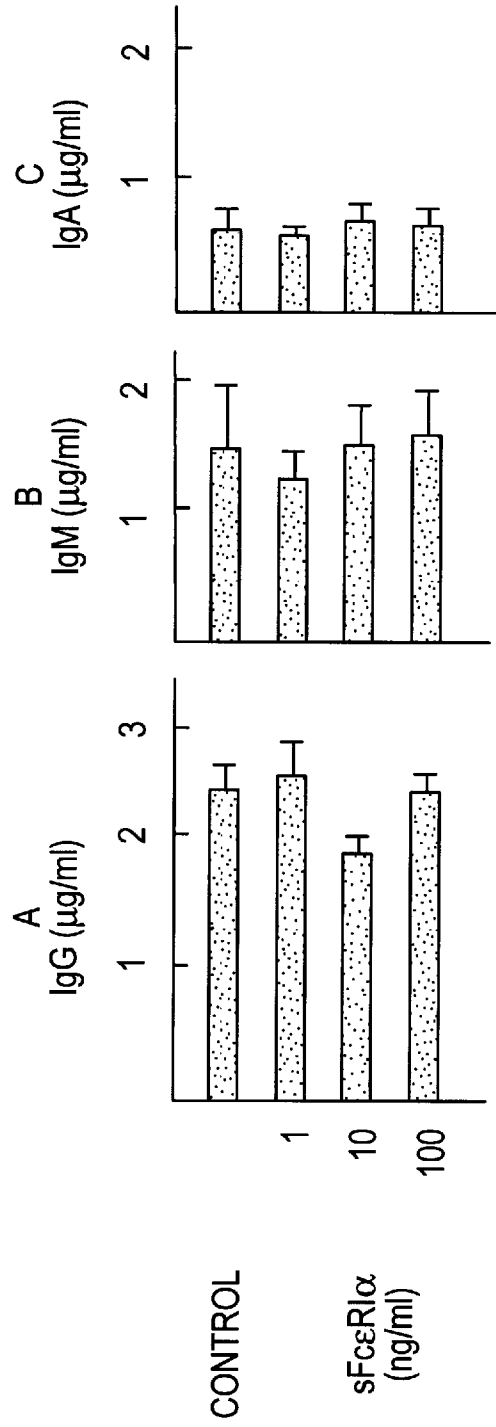 A
IgG (μg/ml)
B
IgM (μg/ml)
C
IgA (μg/ml)
1
2
3
1
2
1
2
CONTROL
1
10
100
sFcεRIα
(ng/ml)